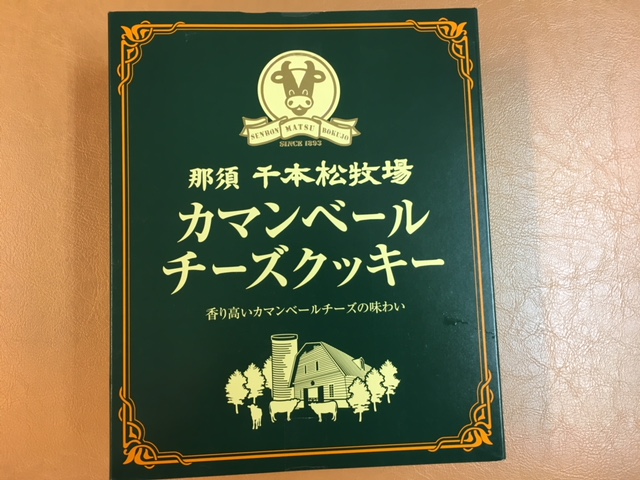 SENBON MATSU BOKUJO
SINCE 1893
那須 千本松牧場
カマンベール
チーズクッキー
香り高いカマンベールチーズの味わい